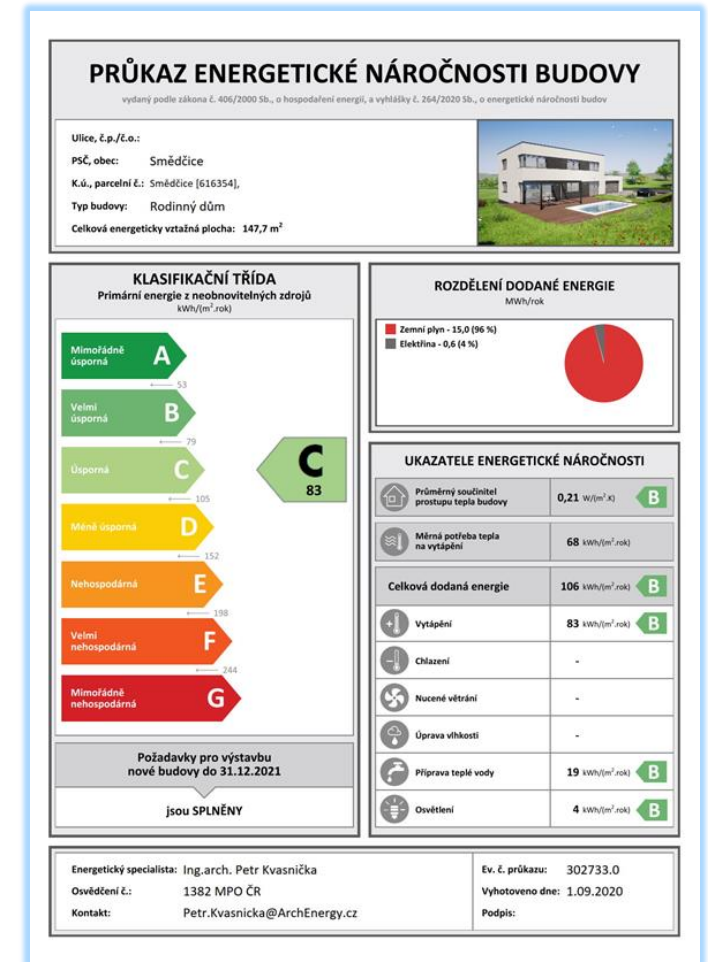 PRŮKAZ ENERGETICKÉ NÁROČNOSTI BUDOVY
vydaný podle zákona č. 406/2000 Sb., o hospodaření energií, a vyhlášky č. 264/2020 Sb., o energetické náročnosti budov
Ulice, č.p./č.o.:
PSČ, obec: Smědčice
K.ú., parcelní č.: Smědčice [616354],
Typ budovy: Rodinný dům
Celková energeticky vztažná plocha: 147,7 m²
KLASIFIKAČNÍ TŘÍDA
Primární energie z neobnovitelných zdrojů
kWh/(m².rok)
Mimořádně
úsporná A
53
Velmi
úsporná B
79
Úsporná C
105
Méně úsporná D
152
Nehospodárná E
198
Velmi
nehospodárná F
244
Mimořádně
nehospodárná G
C
83
Požadavky pro výstavbu
nové budovy do 31.12.2021
jsou SPLNĚNY
ROZDĚLENÍ DODANÉ ENERGIE
MWh/rok
Zemní plyn - 15,0 (96 %)
Elektřina - 0,6 (4 %)
UKAZATELE ENERGETICKÉ NÁROČNOSTI
Průměrný součinitel
prostupu tepla budovy 0,21 W/(m².K) B
Měrná potřeba tepla
na vytápění 68 kWh/(m².rok)
Celková dodaná energie 106 kWh/(m².rok) B
Vytápění 83 kWh/(m².rok) B
Chlazení -
Nucené větrání -
Úprava vlhkosti -
Příprava teplé vody 19 kWh/(m².rok) B
Osvětlení 4 kWh/(m².rok) B
Energetický specialista: Ing.arch. Petr Kvasnička
Osvědčení č.: 1382 MPO ČR
Kontakt: Petr.Kvasnicka@ArchEnergy.cz
Ev. č. průkazu: 302733.0
Vyhotoveno dne: 1.09.2020
Podpis: